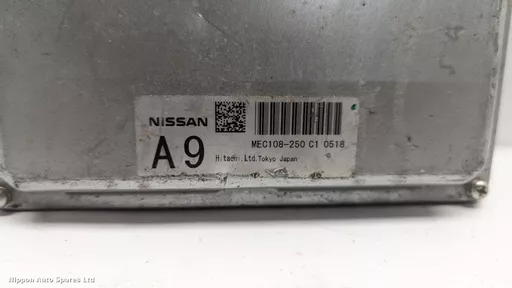 NISSAN
MEC108-250 C1 0518
A9
Hitachi.Ltd.Tokyo Japan
Nippon Auto Spares Ltd